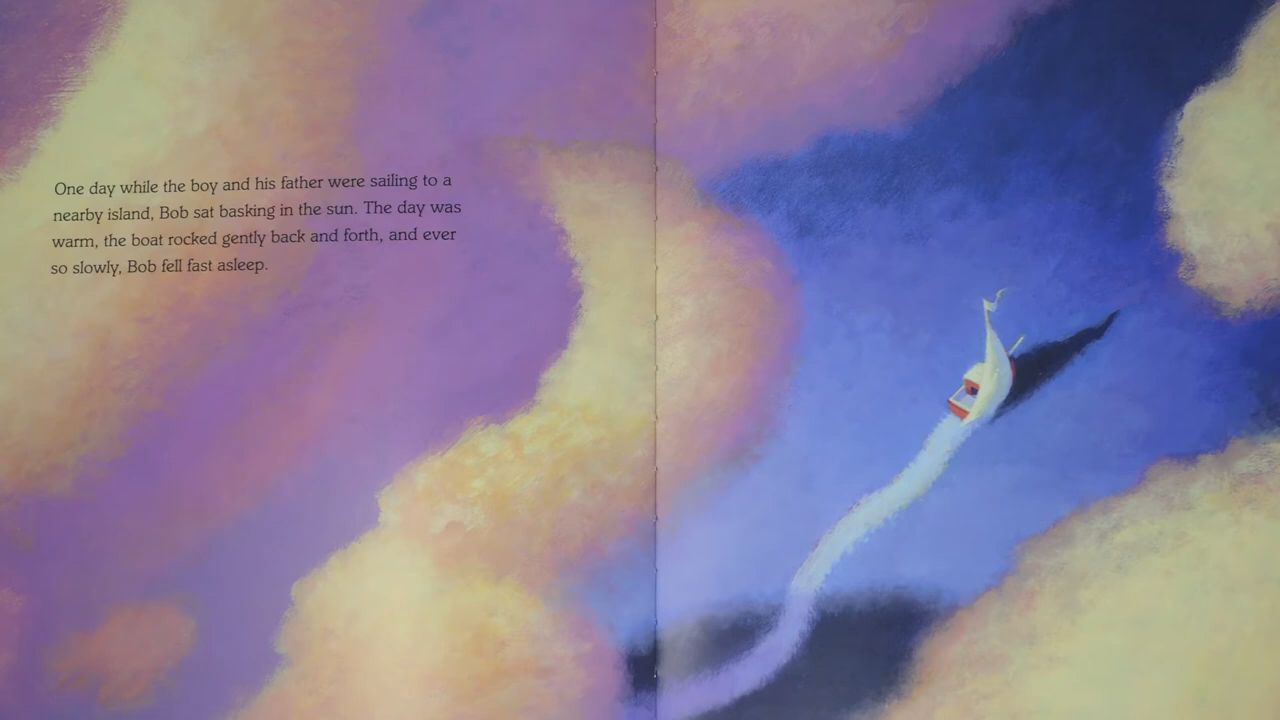 One day while the boy and his father were sailing to a
nearby island, Bob sat basking in the sun. The day was
warm, the boat rocked gently back and forth, and ever
so slowly, Bob fell fast asleep.